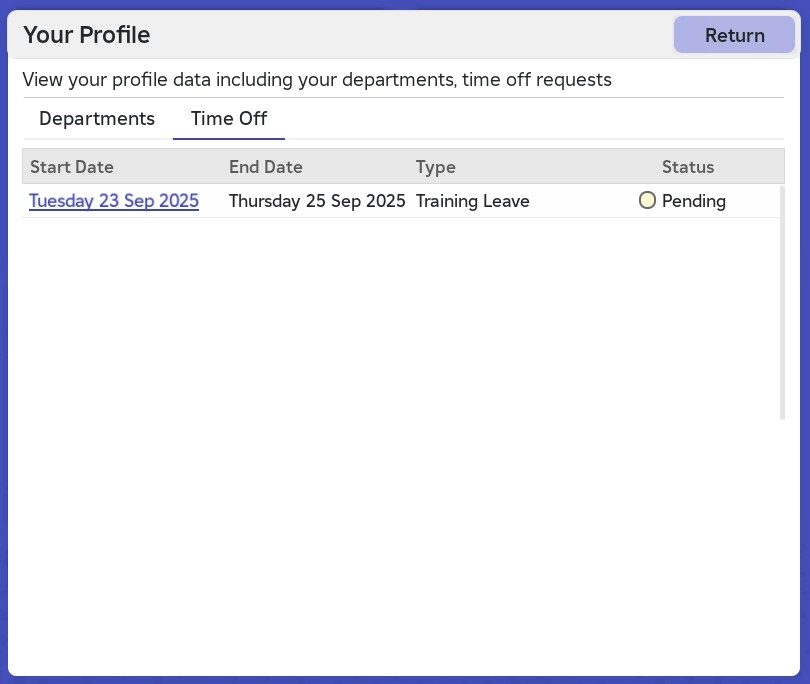 Your Profile
Return
View your profile data including your departments, time off requests
Departments Time Off
Start Date End Date Type Status
Tuesday 23 Sep 2025 Thursday 25 Sep 2025 Training Leave Pending